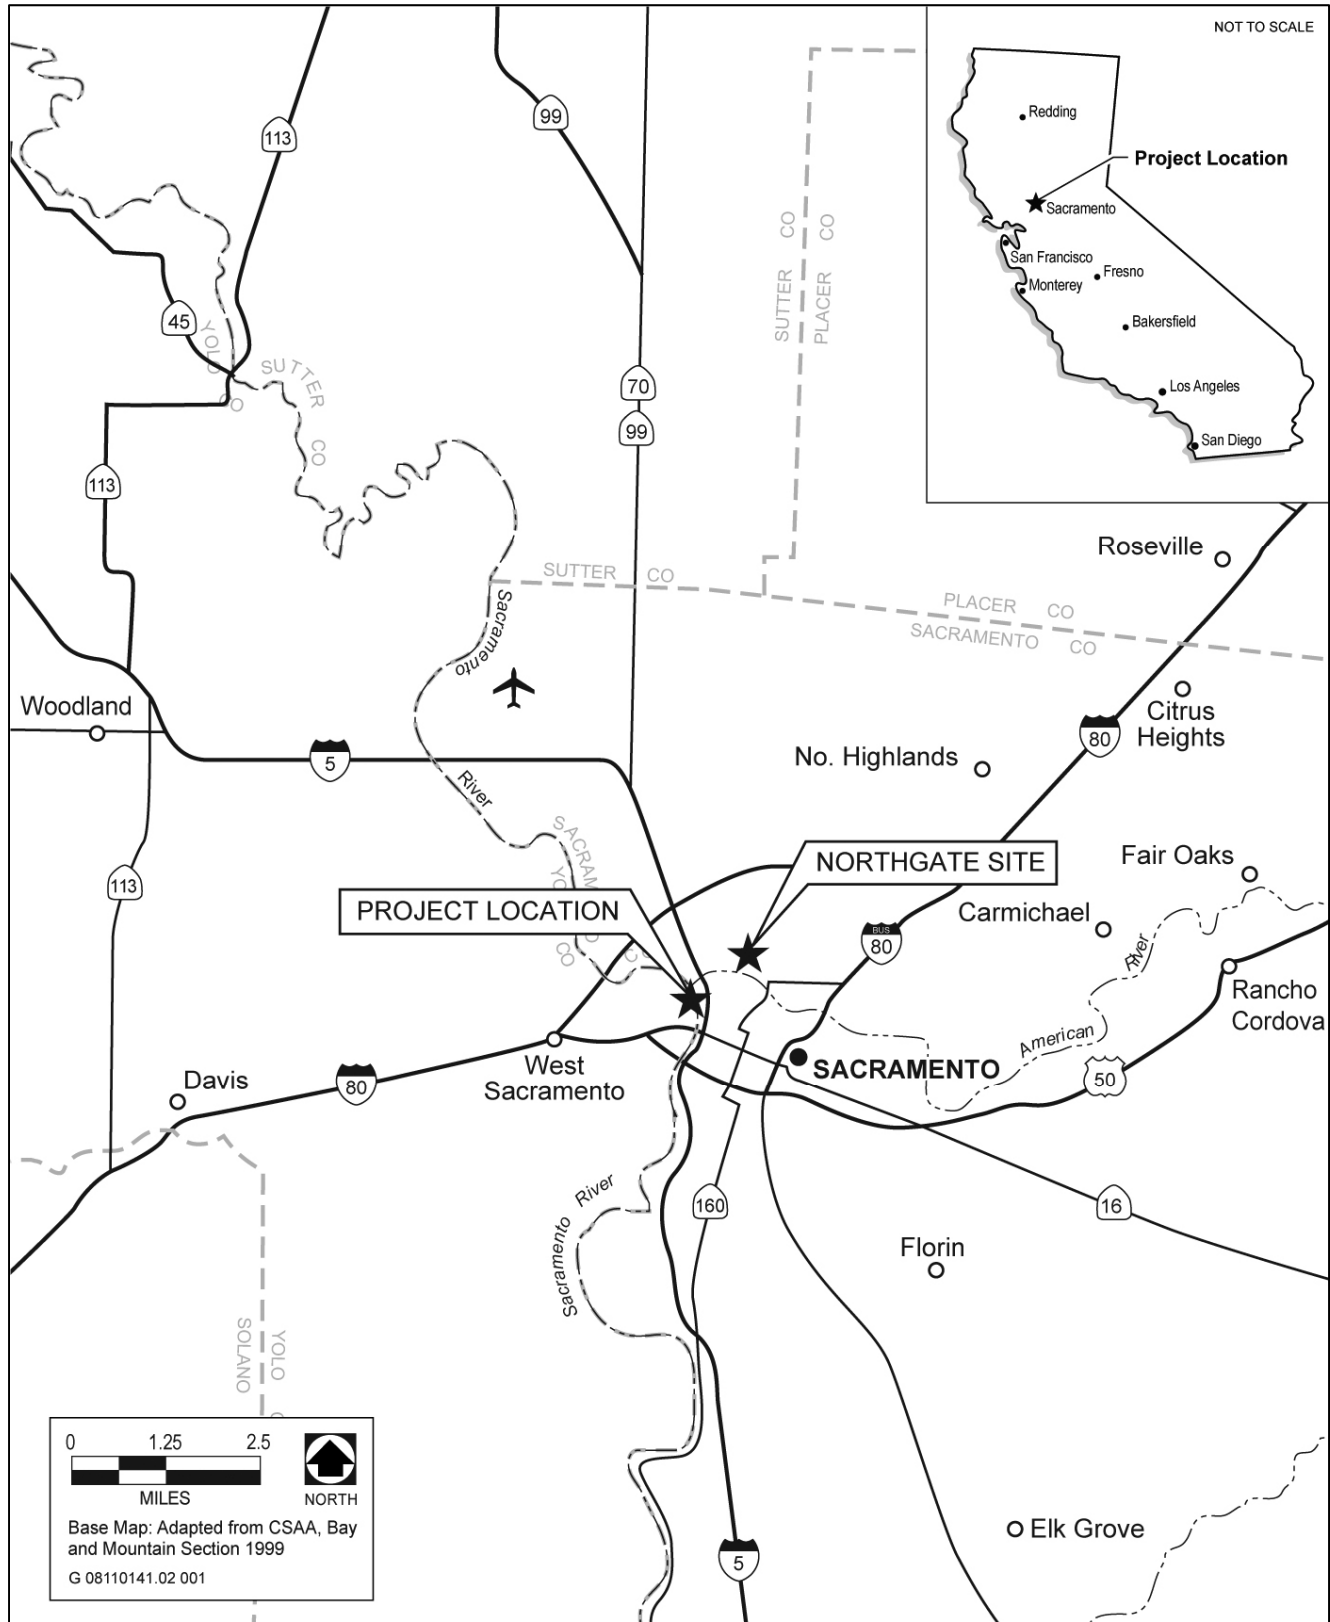 NOT TO SCALE
Redding
Project Location
Sacramento
San Francisco
Fresno
Monterey
Bakersfield
Los Angeles
San Diego
113
99
SUTTER CO
PLACER CO
45
YOLO
CO
SUTTER
CO
70
99
113
Roseville
SUTTER CO
PLACER CO
SACRAMENTO CO
Sacramento
River
Woodland
5
Citrus
Heights
80
No. Highlands
SACRAM
YO
CO
NORTHGATE SITE
Fair Oaks
113
PROJECT LOCATION
Carmichael
BUS
80
River
American
Rancho
Cordova
West
Sacramento
SACRAMENTO
Davis
80
50
River
Sacramento
160
16
Florin
YOLO
SOLANO
0 1.25 2.5
MILES
NORTH
Base Map: Adapted from CSAA, Bay
and Mountain Section 1999
G 08110141.02 001
Elk Grove
5